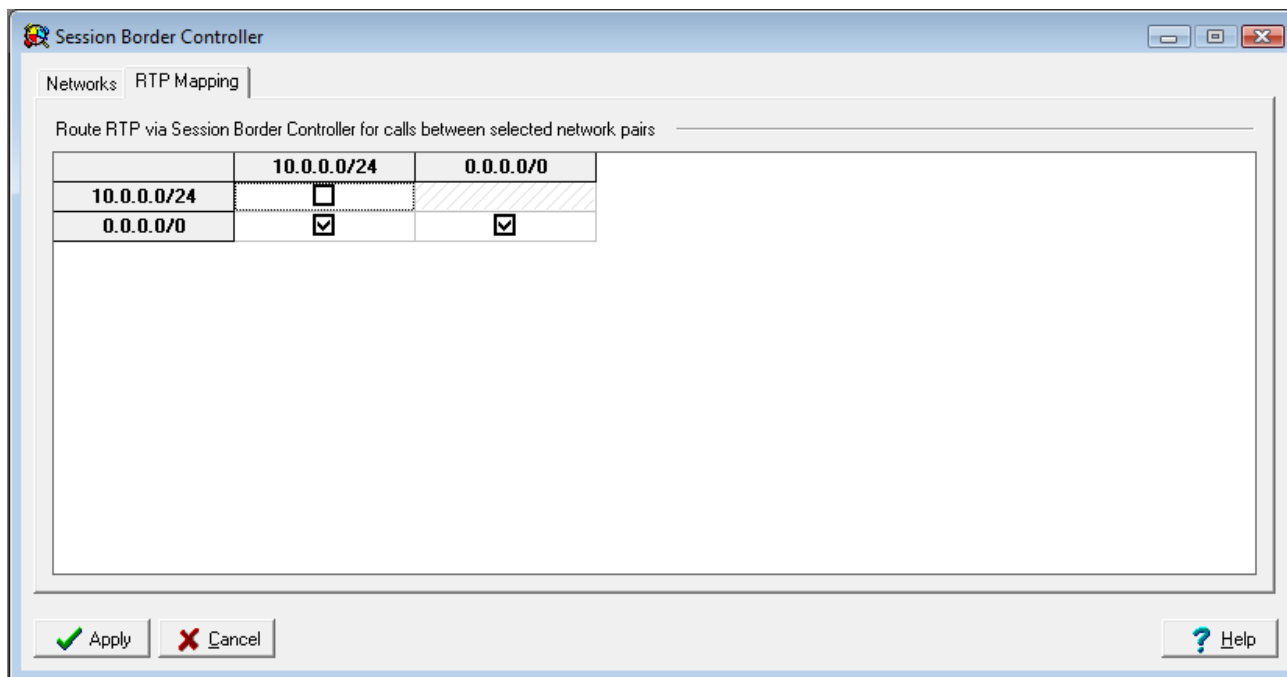 Session Border Controller
Networks RTP Mapping
Route RTP via Session Border Controller for calls between selected network pairs
10.0.0.0/24 0.0.0.0/0
10.0.0.0/24
0.0.0.0/0
Apply Cancel Help